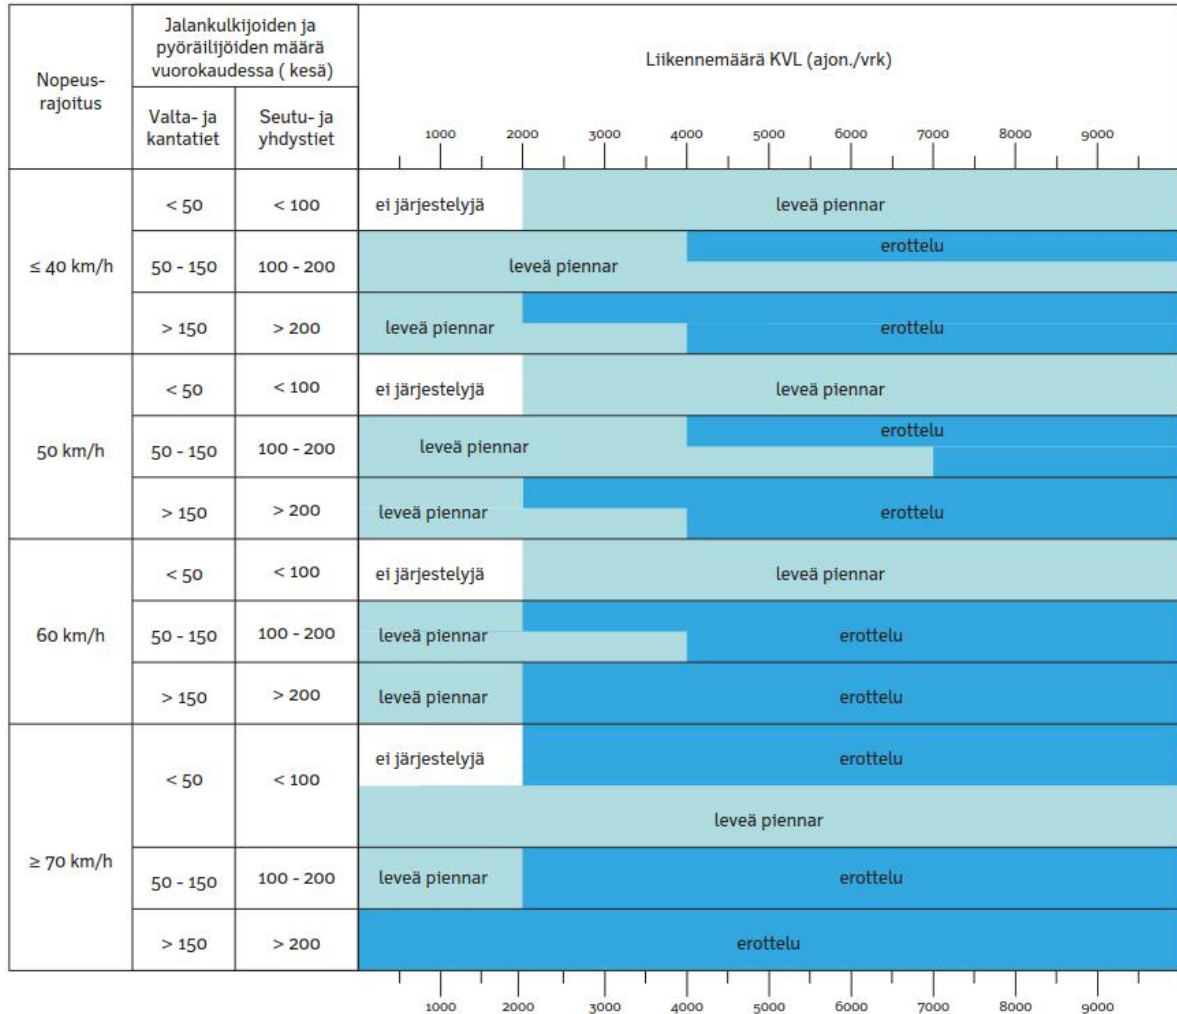 Nopeus-
rajoitus
Jalankulkijoiden ja
pyöräilijöiden määrä
vuorokaudessa ( kesä)
Valta- ja
kantatiet
Seutu- ja
yhdystiet
Liikennemäärä KVL (ajon./vrk)
1000 2000 3000 4000 5000 6000 7000 8000 9000
≤ 40 km/h
< 50 < 100 ei järjestelyjä leveä piennar
50 - 150 100 - 200 leveä piennar erottelu
> 150 > 200 leveä piennar erottelu
50 km/h
< 50 < 100 ei järjestelyjä leveä piennar
50 - 150 100 - 200 leveä piennar erottelu
> 150 > 200 leveä piennar erottelu
60 km/h
< 50 < 100 ei järjestelyjä leveä piennar
50 - 150 100 - 200 leveä piennar erottelu
> 150 > 200 leveä piennar erottelu
≥ 70 km/h
< 50 < 100 ei järjestelyjä erottelu
leveä piennar
50 - 150 100 - 200 leveä piennar erottelu
> 150 > 200 erottelu
1000 2000 3000 4000 5000 6000 7000 8000 9000